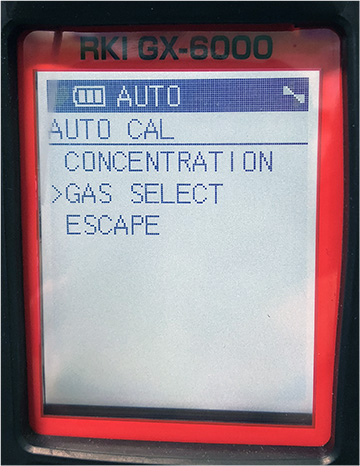 RKI GX-6000
AUTO
AUTO CAL
CONCENTRATION
>GAS SELECT
ESCAPE